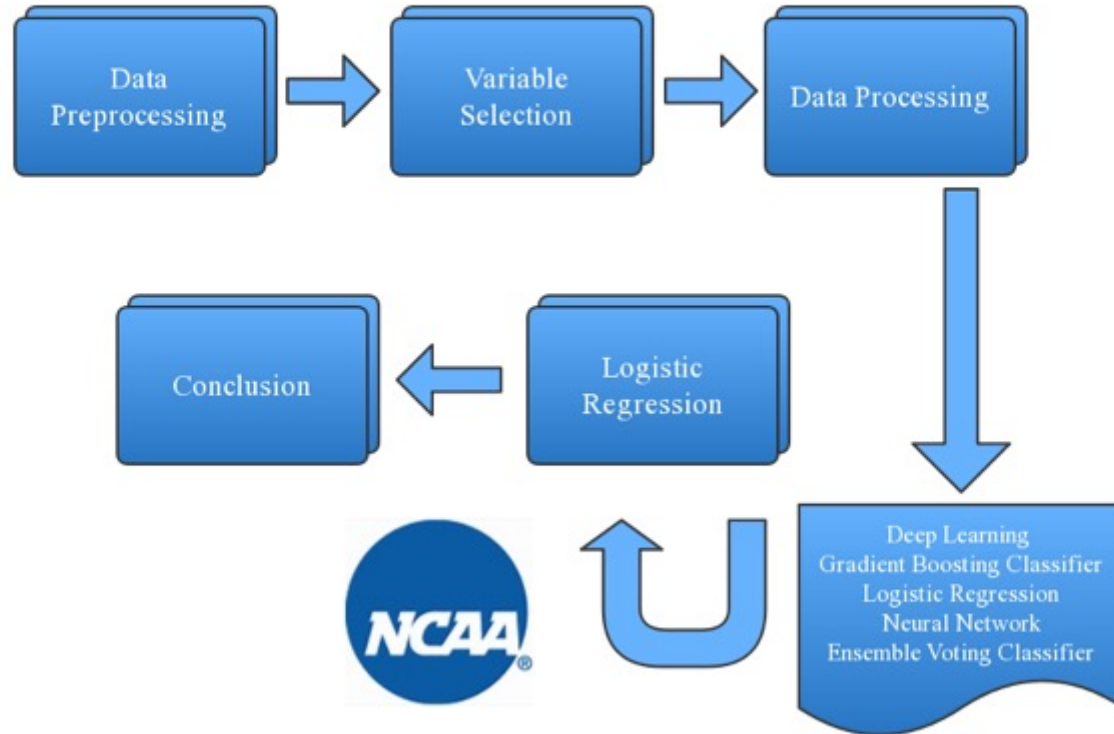 Data
Preprocessing
Variable
Selection
Data Processing
Conclusion
Logistic
Regression
Deep Learning
Gradient Boosting Classifier
Logistic Regression
Neural Network
Ensemble Voting Classifier
NCAA®